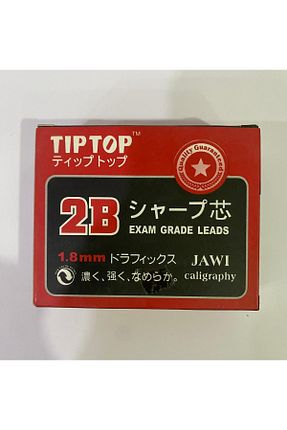 TIPTOP™
ティップトップ
Quality Guaranteed
2B シャープ芯
EXAM GRADE LEADS
1.8mm ドラフィックス JAWI
濃く、強く、なめらか。 caligraphy